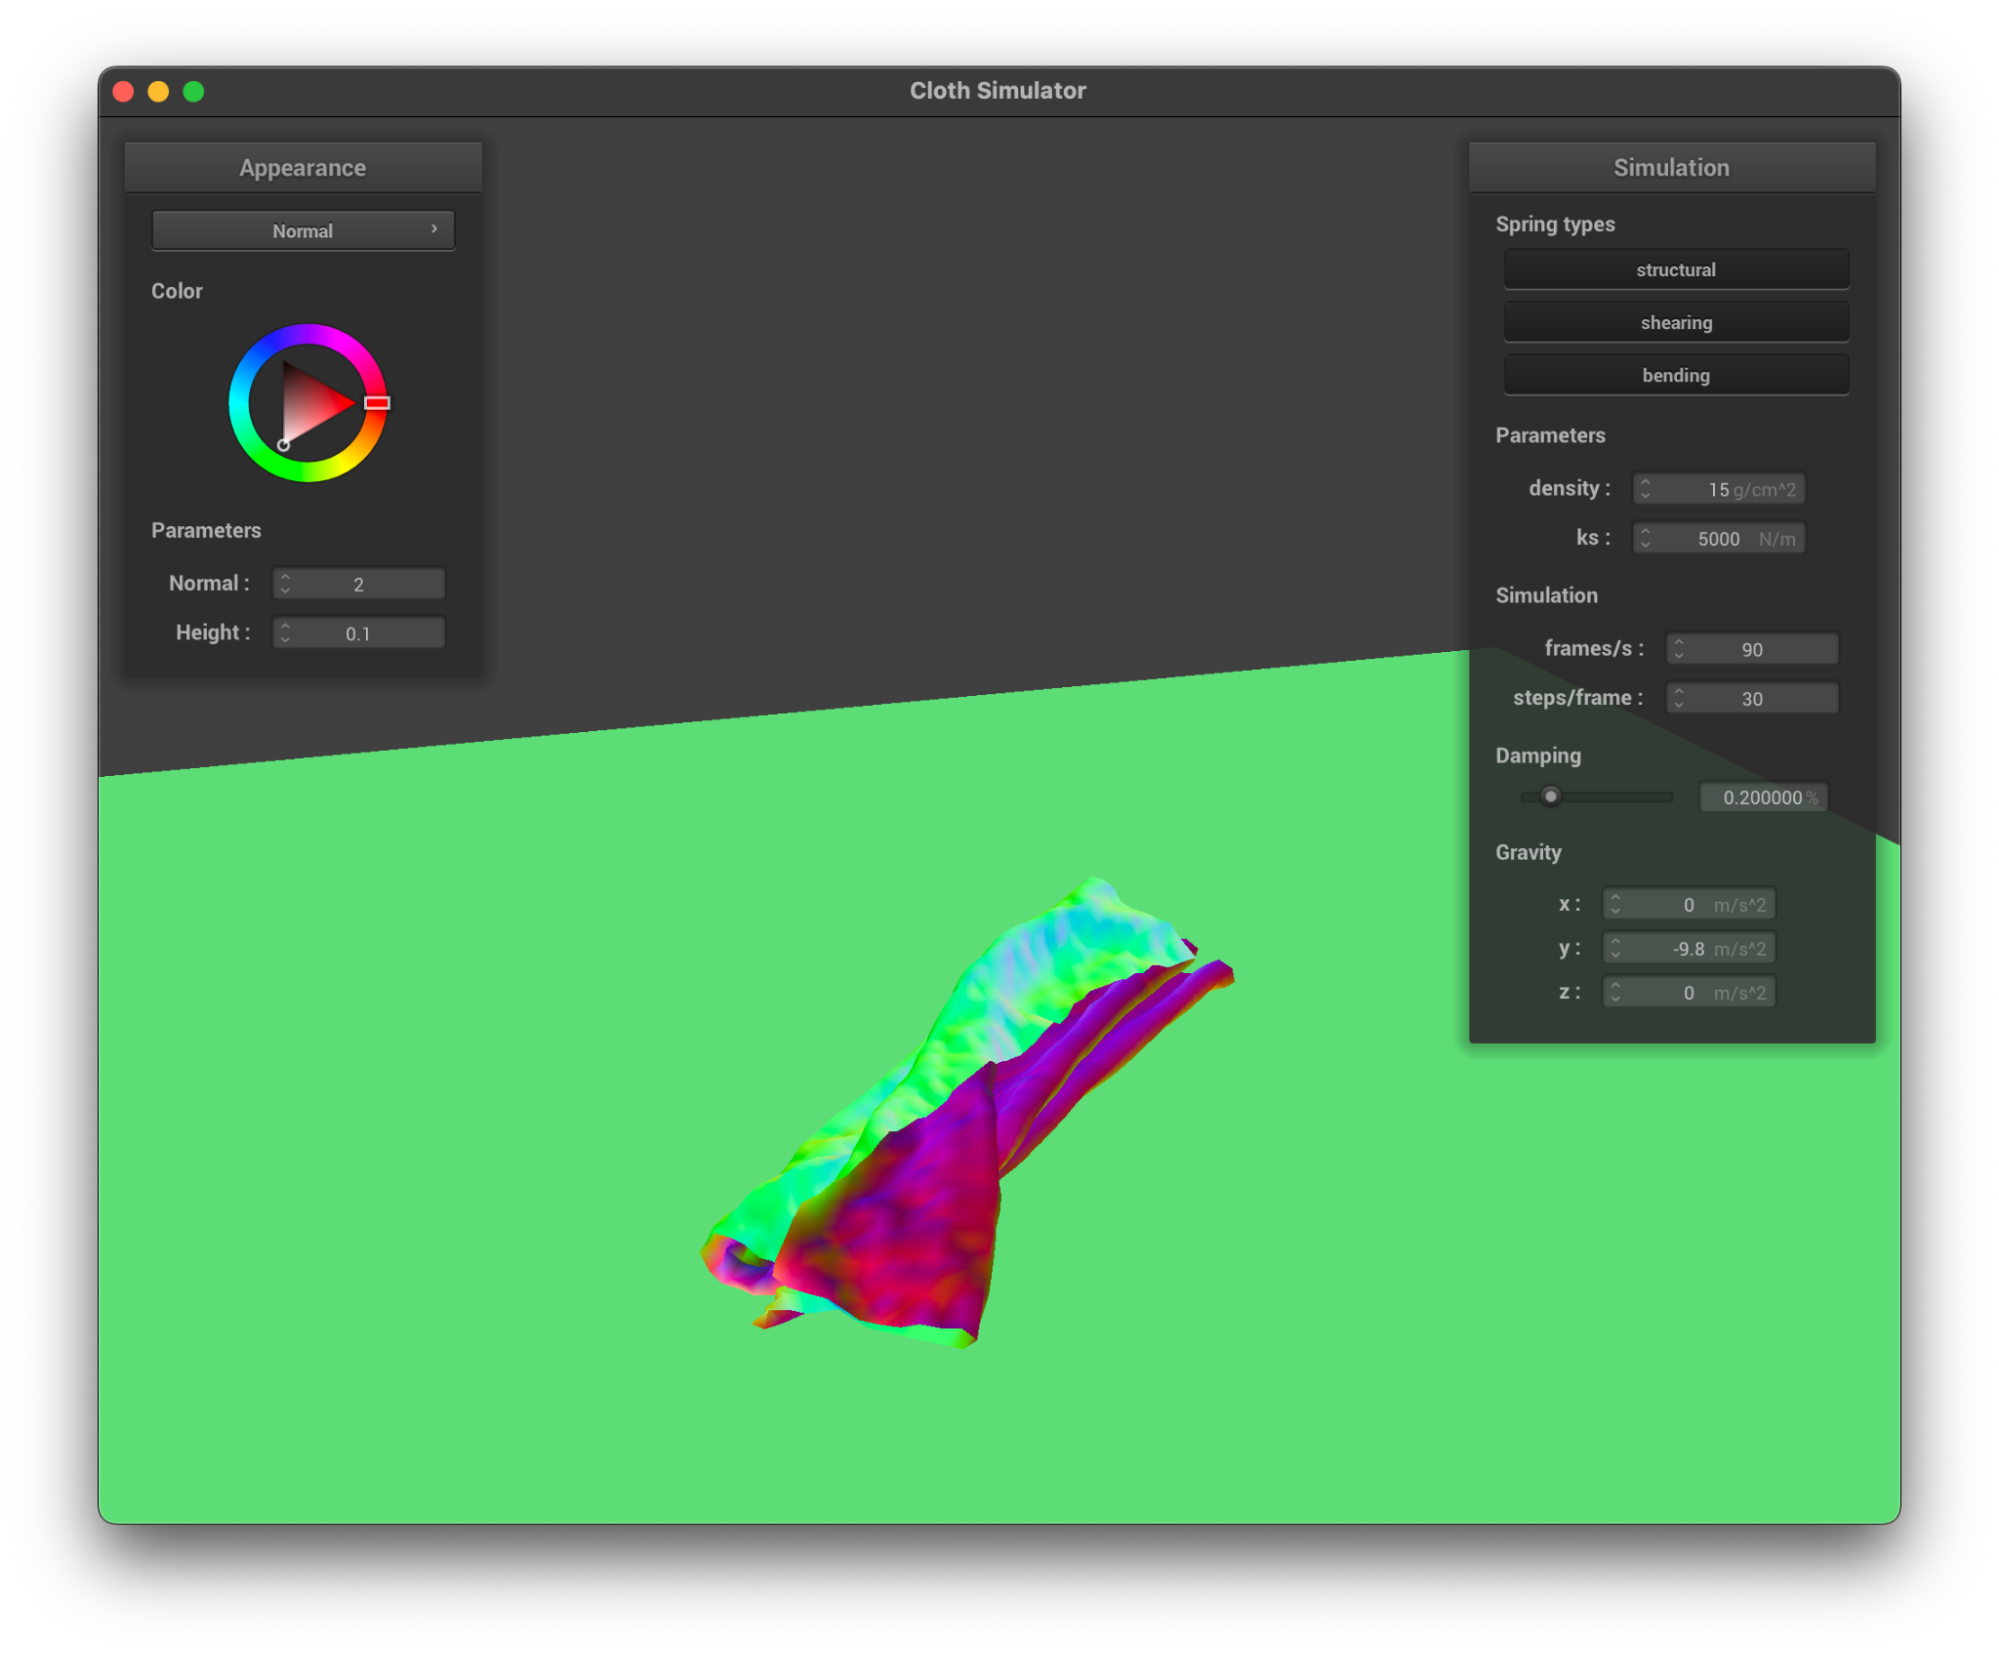 Cloth Simulator
Appearance
Normal
Color
Parameters
Normal : 2
Height : 0.1
Simulation
Spring types
structural
shearing
bending
Parameters
density : 15 g/cm^2
ks : 5000 N/m
Simulation
frames/s : 90
steps/frame : 30
Damping
0.200000 %
Gravity
x : 0 m/s^2
y : -9.8 m/s^2
z : 0 m/s^2